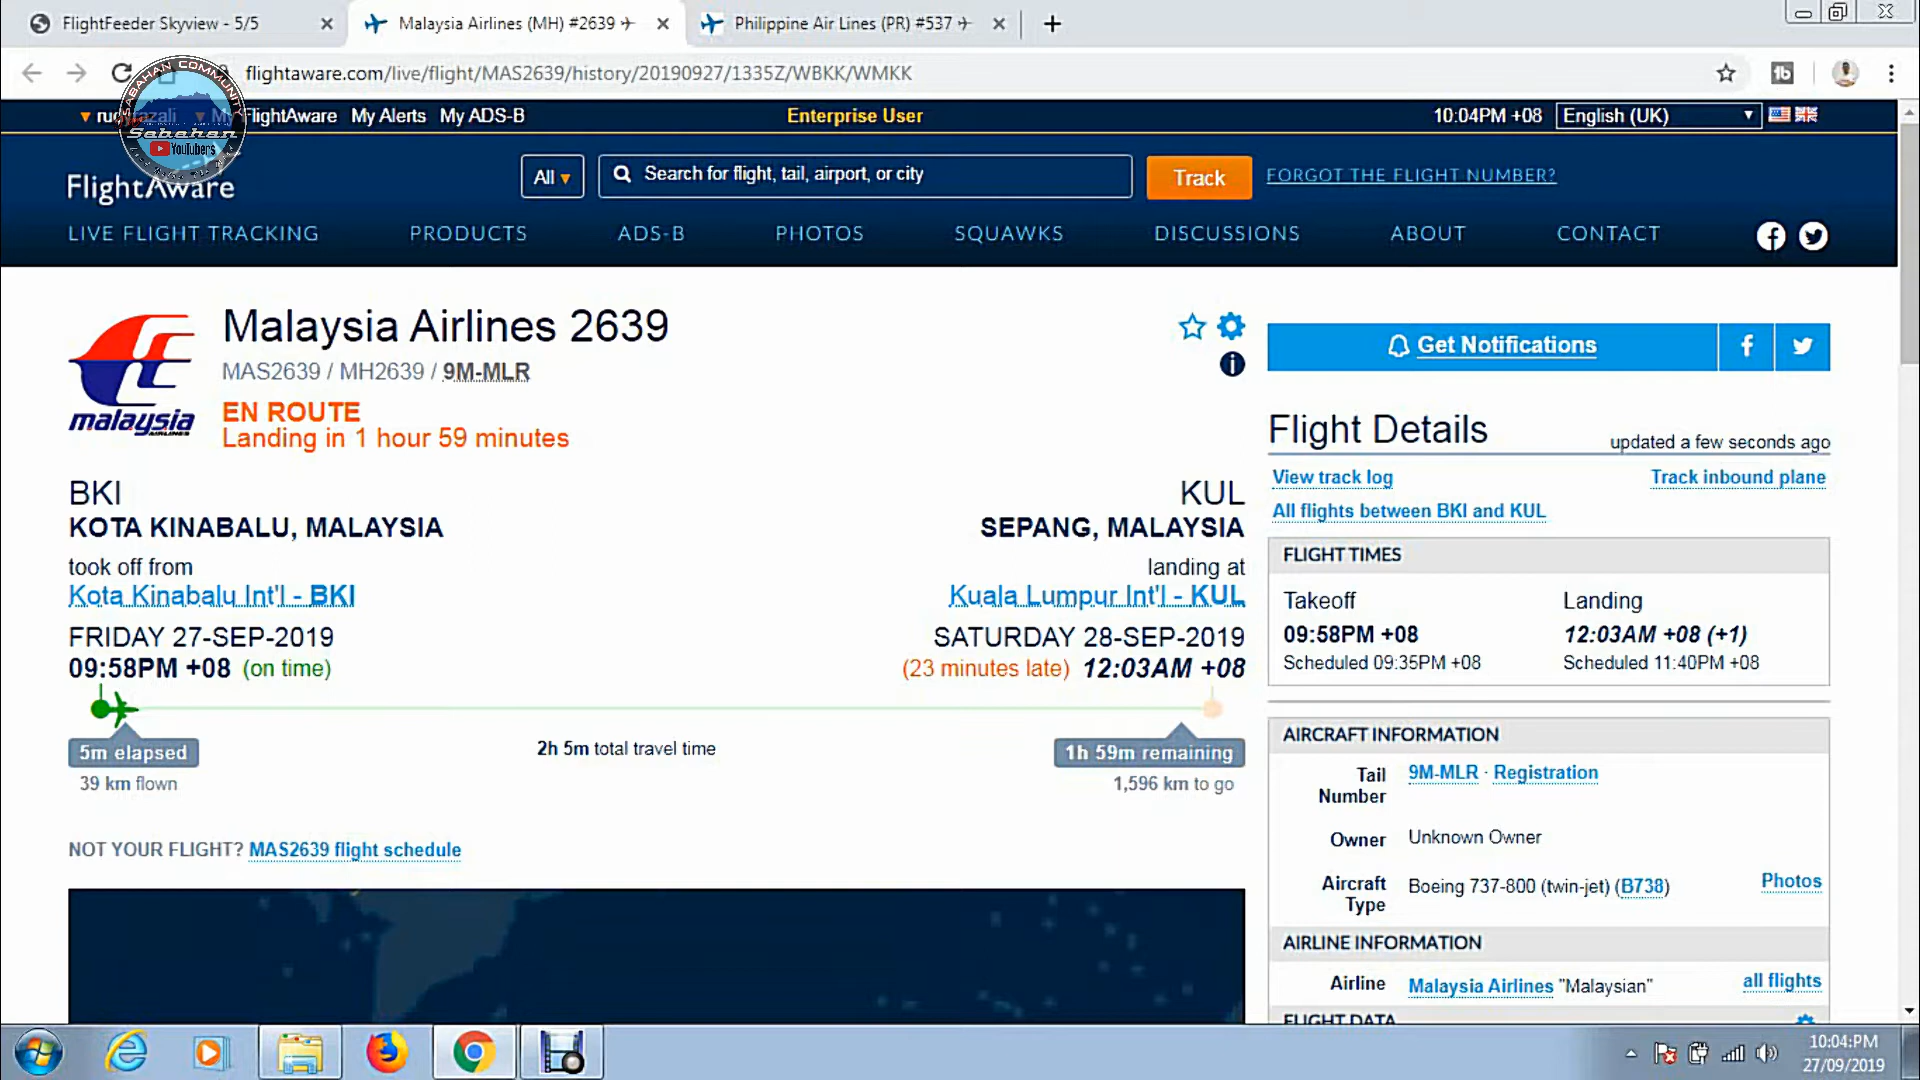 FlightFeeder Skyview - 5/5
Malaysia Airlines (MH) #2639
Philippine Air Lines (PR) #537
flightaware.com/live/flight/MAS2639/history/20190927/1335Z/WBKK/WMKK
FlightAware My Alerts My ADS-B
Enterprise User
10:04PM +08
English (UK)
SABAHAN COMMUNITY
Sabahan
YouTubers
FlightAware
All
Search for flight, tail, airport, or city
Track
FORGOT THE FLIGHT NUMBER?
LIVE FLIGHT TRACKING
PRODUCTS
ADS-B
PHOTOS
SQUAWKS
DISCUSSIONS
ABOUT
CONTACT
malaysia
AIRLINES
Malaysia Airlines 2639
MAS2639 / MH2639 / 9M-MLR
EN ROUTE
Landing in 1 hour 59 minutes
BKI
KOTA KINABALU, MALAYSIA
took off from
Kota Kinabalu Int'l - BKI
FRIDAY 27-SEP-2019
09:58PM +08 (on time)
KUL
SEPANG, MALAYSIA
landing at
Kuala Lumpur Int'l - KUL
SATURDAY 28-SEP-2019
(23 minutes late) 12:03AM +08
5m elapsed
39 km flown
2h 5m total travel time
1h 59m remaining
1,596 km to go
NOT YOUR FLIGHT? MAS2639 flight schedule
Get Notifications
Flight Details
updated a few seconds ago
View track log
Track inbound plane
All flights between BKI and KUL
FLIGHT TIMES
Takeoff
09:58PM +08
Scheduled 09:35PM +08
Landing
12:03AM +08 (+1)
Scheduled 11:40PM +08
AIRCRAFT INFORMATION
Tail Number
9M-MLR · Registration
Owner
Unknown Owner
Aircraft Type
Boeing 737-800 (twin-jet) (B738)
Photos
AIRLINE INFORMATION
Airline
Malaysia Airlines "Malaysian"
all flights
FLIGHT DATA
10:04:PM
27/09/2019